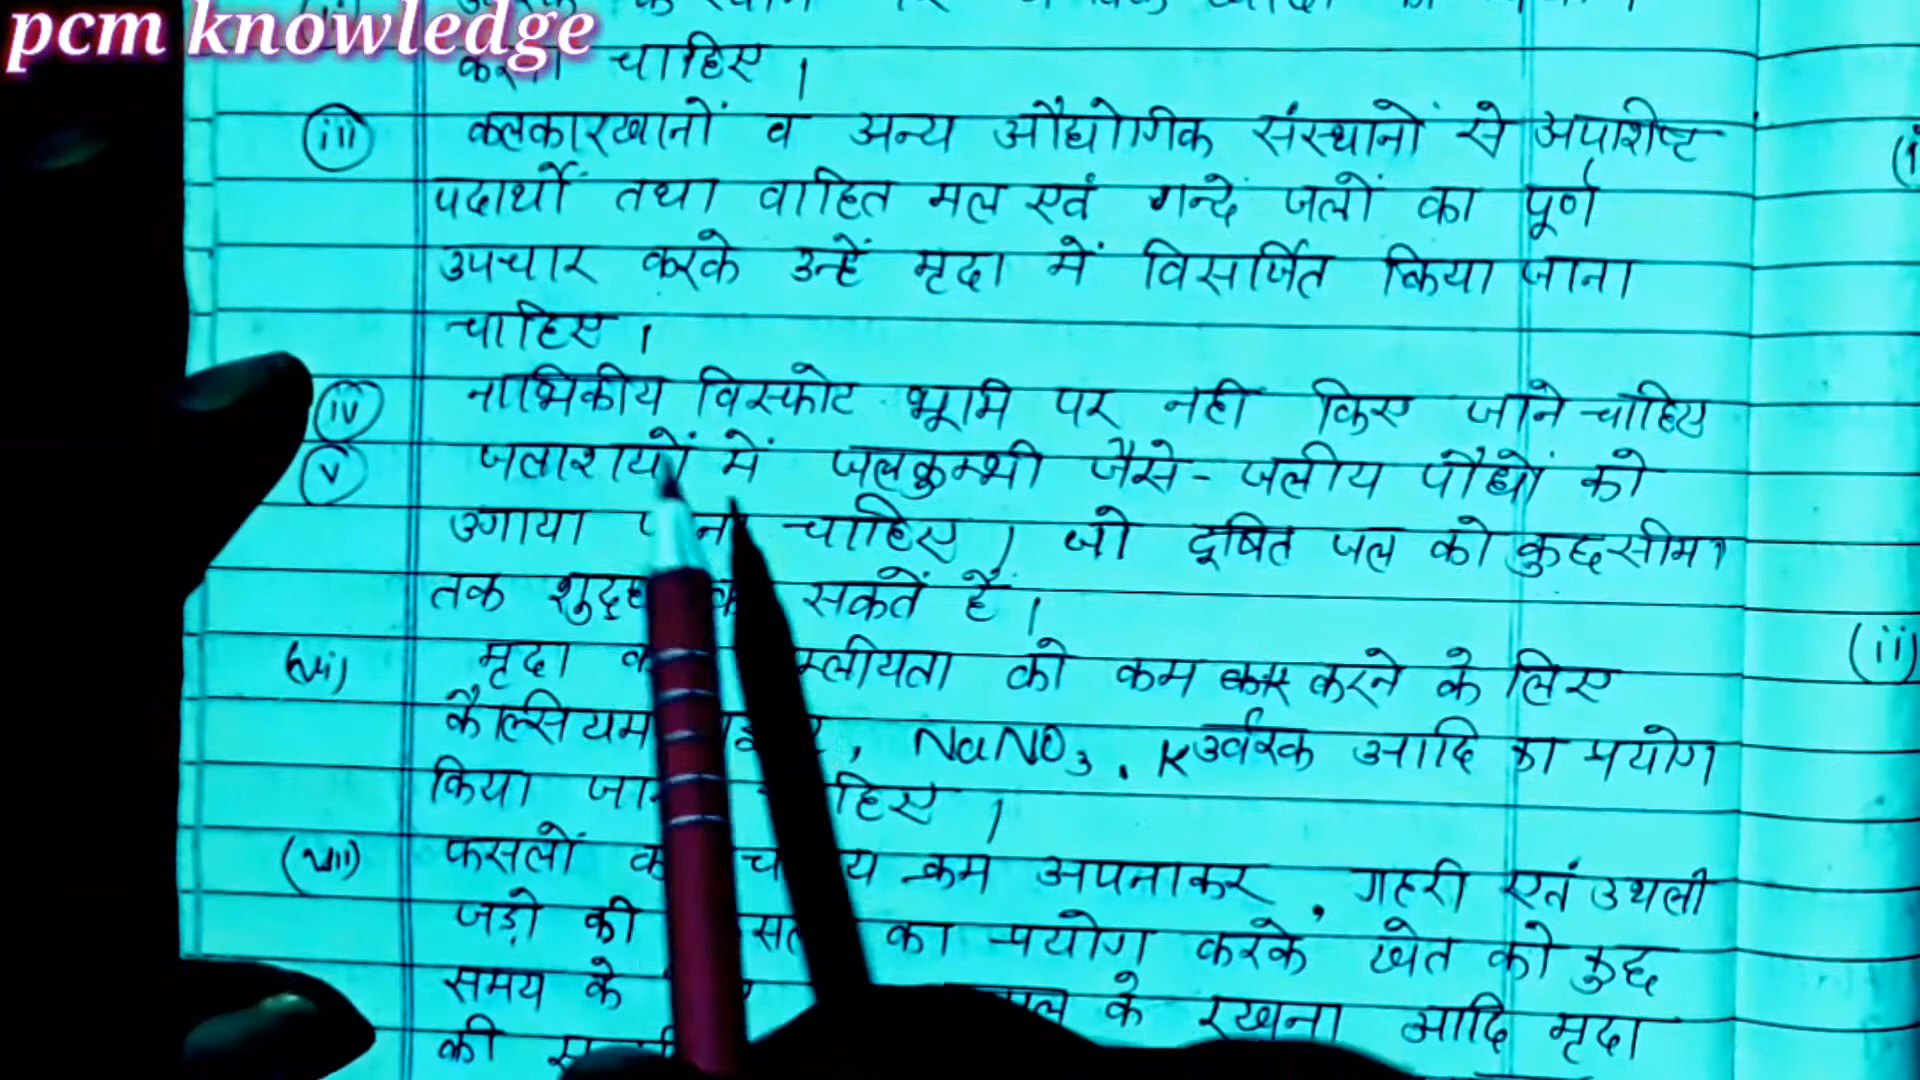 pcm knowledge
चाहिए।
(iii) कलकारखानों व अन्य औद्योगिक संस्थानों से अपशिष्ट
पदार्थों तथा वाहित मल एवं गन्दे जलों का पूर्ण
उपचार करके उन्हें मृदा में विसर्जित किया जाना
चाहिए।
(iv) नाभिकीय विस्फोट भूमि पर नही किए जाने चाहिए
(v) जलाशयों में जलकुम्भी जैसे - जलीय पौधों को
उगाया चाहिए। जो दूषित जल को कुछ सीमा
तक शुद्ध सकतें हैं।
(vi) मृदा को कम कर करने के लिए
कैल्सियम , NaNO3, K उर्वरक आदि का प्रयोग
किया
(vii) फसलों क्रम अपनाकर, गहरी एवं उथली
जड़ो की का प्रयोग करके खेत को कुछ
समय के के रखना आदि मृदा
की
(ii)